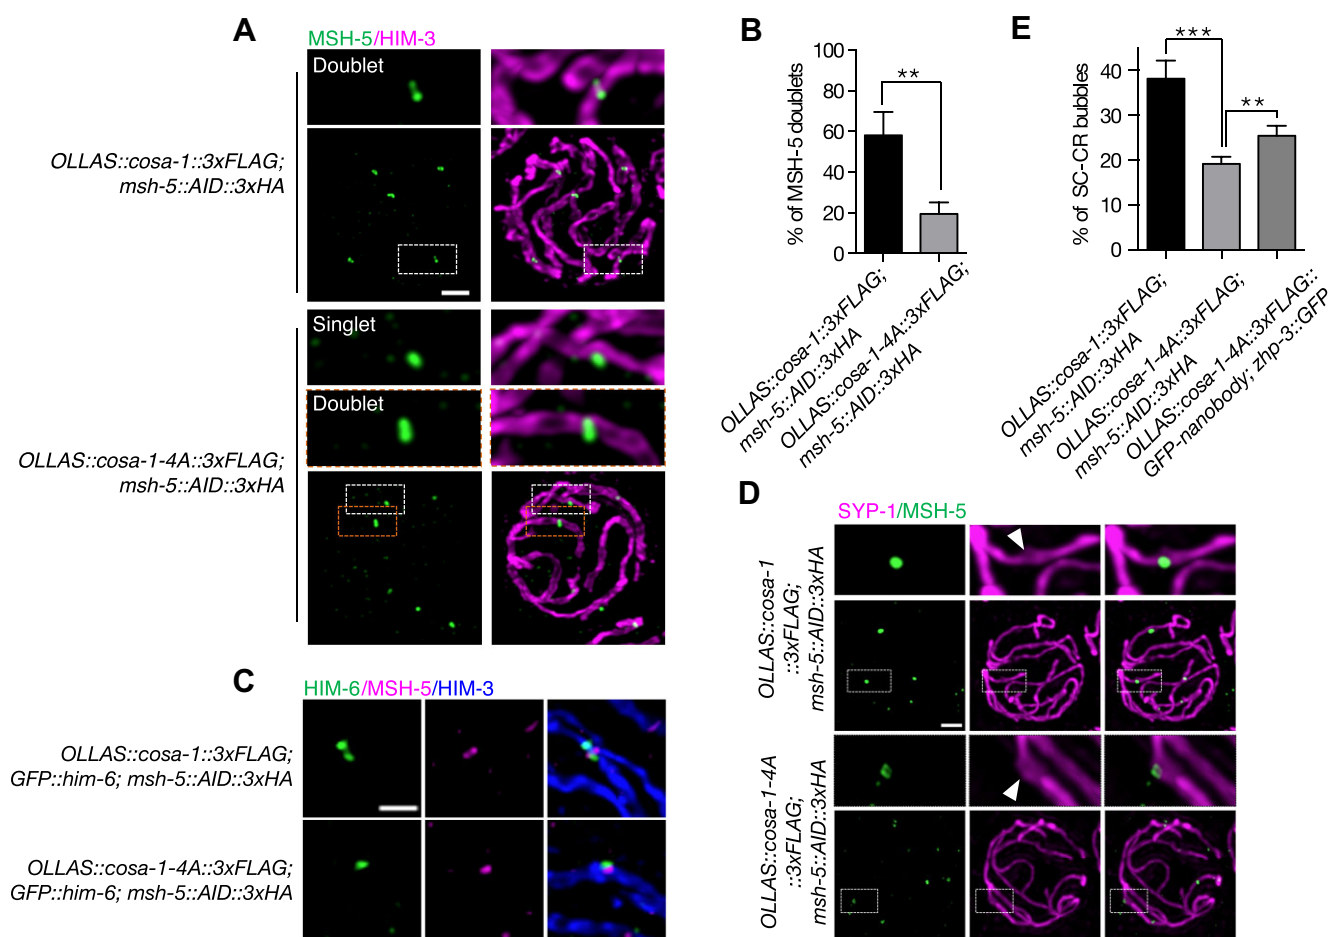 A
MSH-5/HIM-3
Doublet
OLLAS::cosa-1::3xFLAG;
msh-5::AID::3xHA
Singlet
Doublet
OLLAS::cosa-1-4A::3xFLAG;
msh-5::AID::3xHA
B
% of MSH-5 doublets
100
80
60
40
20
0
**
OLLAS::cosa-1::3xFLAG;
msh-5::AID::3xHA
OLLAS::cosa-1-4A::3xFLAG;
msh-5::AID::3xHA
E
% of SC-CR bubbles
40
30
20
10
0
***
**
OLLAS::cosa-1::3xFLAG;
msh-5::AID::3xHA
OLLAS::cosa-1-4A::3xFLAG;
msh-5::AID::3xHA
OLLAS::cosa-1-4A::3xFLAG::
GFP-nanobody; zhp-3::GFP
C
HIM-6/MSH-5/HIM-3
OLLAS::cosa-1::3xFLAG;
GFP::him-6; msh-5::AID::3xHA
OLLAS::cosa-1-4A::3xFLAG;
GFP::him-6; msh-5::AID::3xHA
D
SYP-1/MSH-5
OLLAS::cosa-1
::3xFLAG;
msh-5::AID::3xHA
OLLAS::cosa-1-4A
::3xFLAG;
msh-5::AID::3xHA